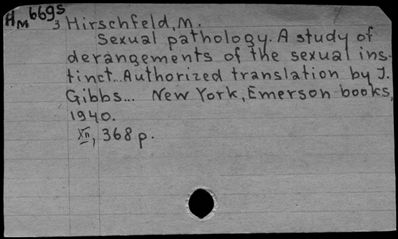 HM 669s
3 Hirschfeld, M.
Sexual pathology. A study of
derangements of the sexual ins-
tinct... Authorized translation by J.
Gibbs... New York, Emerson books,
1940.
XII, 368 p.